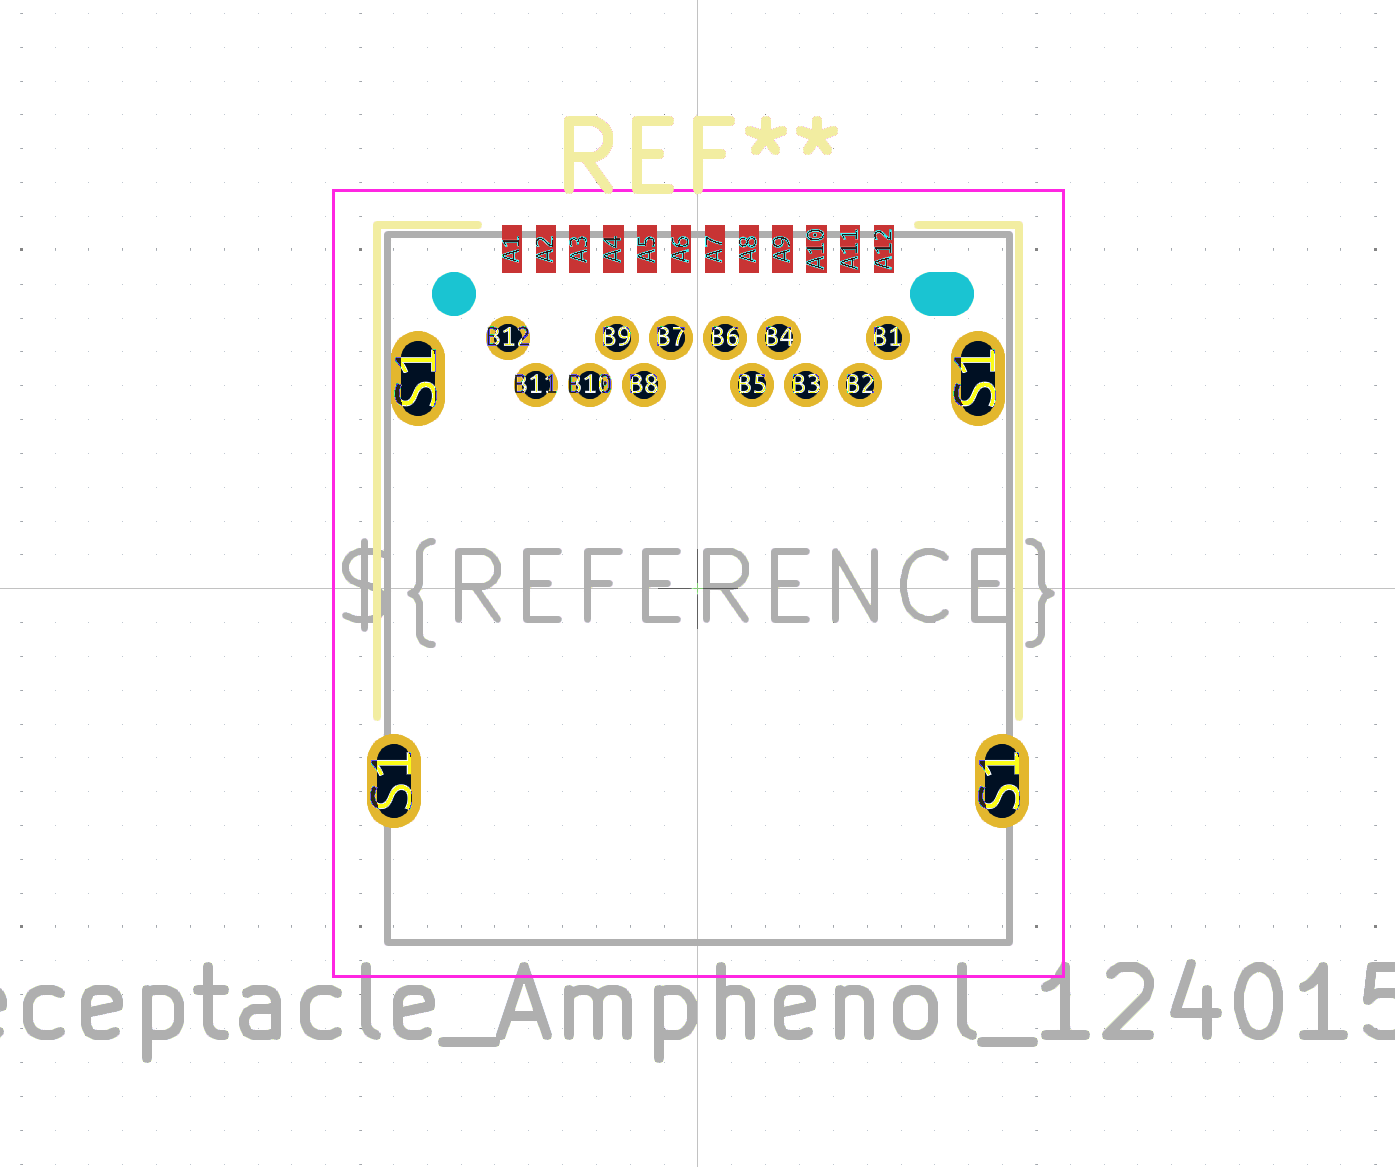 REF**
A1 A2 A3 A4 A5 A6 A7 A8 A9 A10 A11 A12
B12 B9 B7 B6 B4 B1
S1 B11 B10 B8 B5 B3 B2 S1
${REFERENCE}
S1 S1
eceptacle_Amphenol_124015